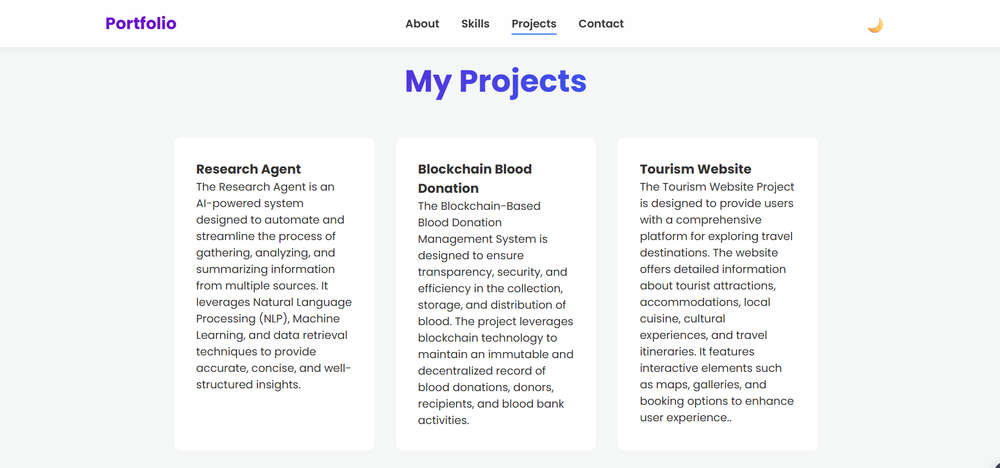 Portfolio
About
Skills
Projects
Contact
My Projects
Research Agent
The Research Agent is an
AI-powered system
designed to automate and
streamline the process of
gathering, analyzing, and
summarizing information
from multiple sources. It
leverages Natural Language
Processing (NLP), Machine
Learning, and data retrieval
techniques to provide
accurate, concise, and well-
structured insights.
Blockchain Blood
Donation
The Blockchain-Based
Blood Donation
Management System is
designed to ensure
transparency, security, and
efficiency in the collection,
storage, and distribution of
blood. The project leverages
blockchain technology to
maintain an immutable and
decentralized record of
blood donations, donors,
recipients, and blood bank
activities.
Tourism Website
The Tourism Website Project
is designed to provide users
with a comprehensive
platform for exploring travel
destinations. The website
offers detailed information
about tourist attractions,
accommodations, local
cuisine, cultural
experiences, and travel
itineraries. It features
interactive elements such
as maps, galleries, and
booking options to enhance
user experience..